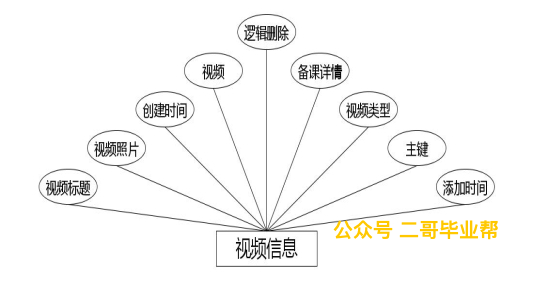 逻辑删除
视频
备课详情
创建时间
视频类型
视频照片
主键
视频标题
添加时间
公众号 二哥毕业帮
视频信息